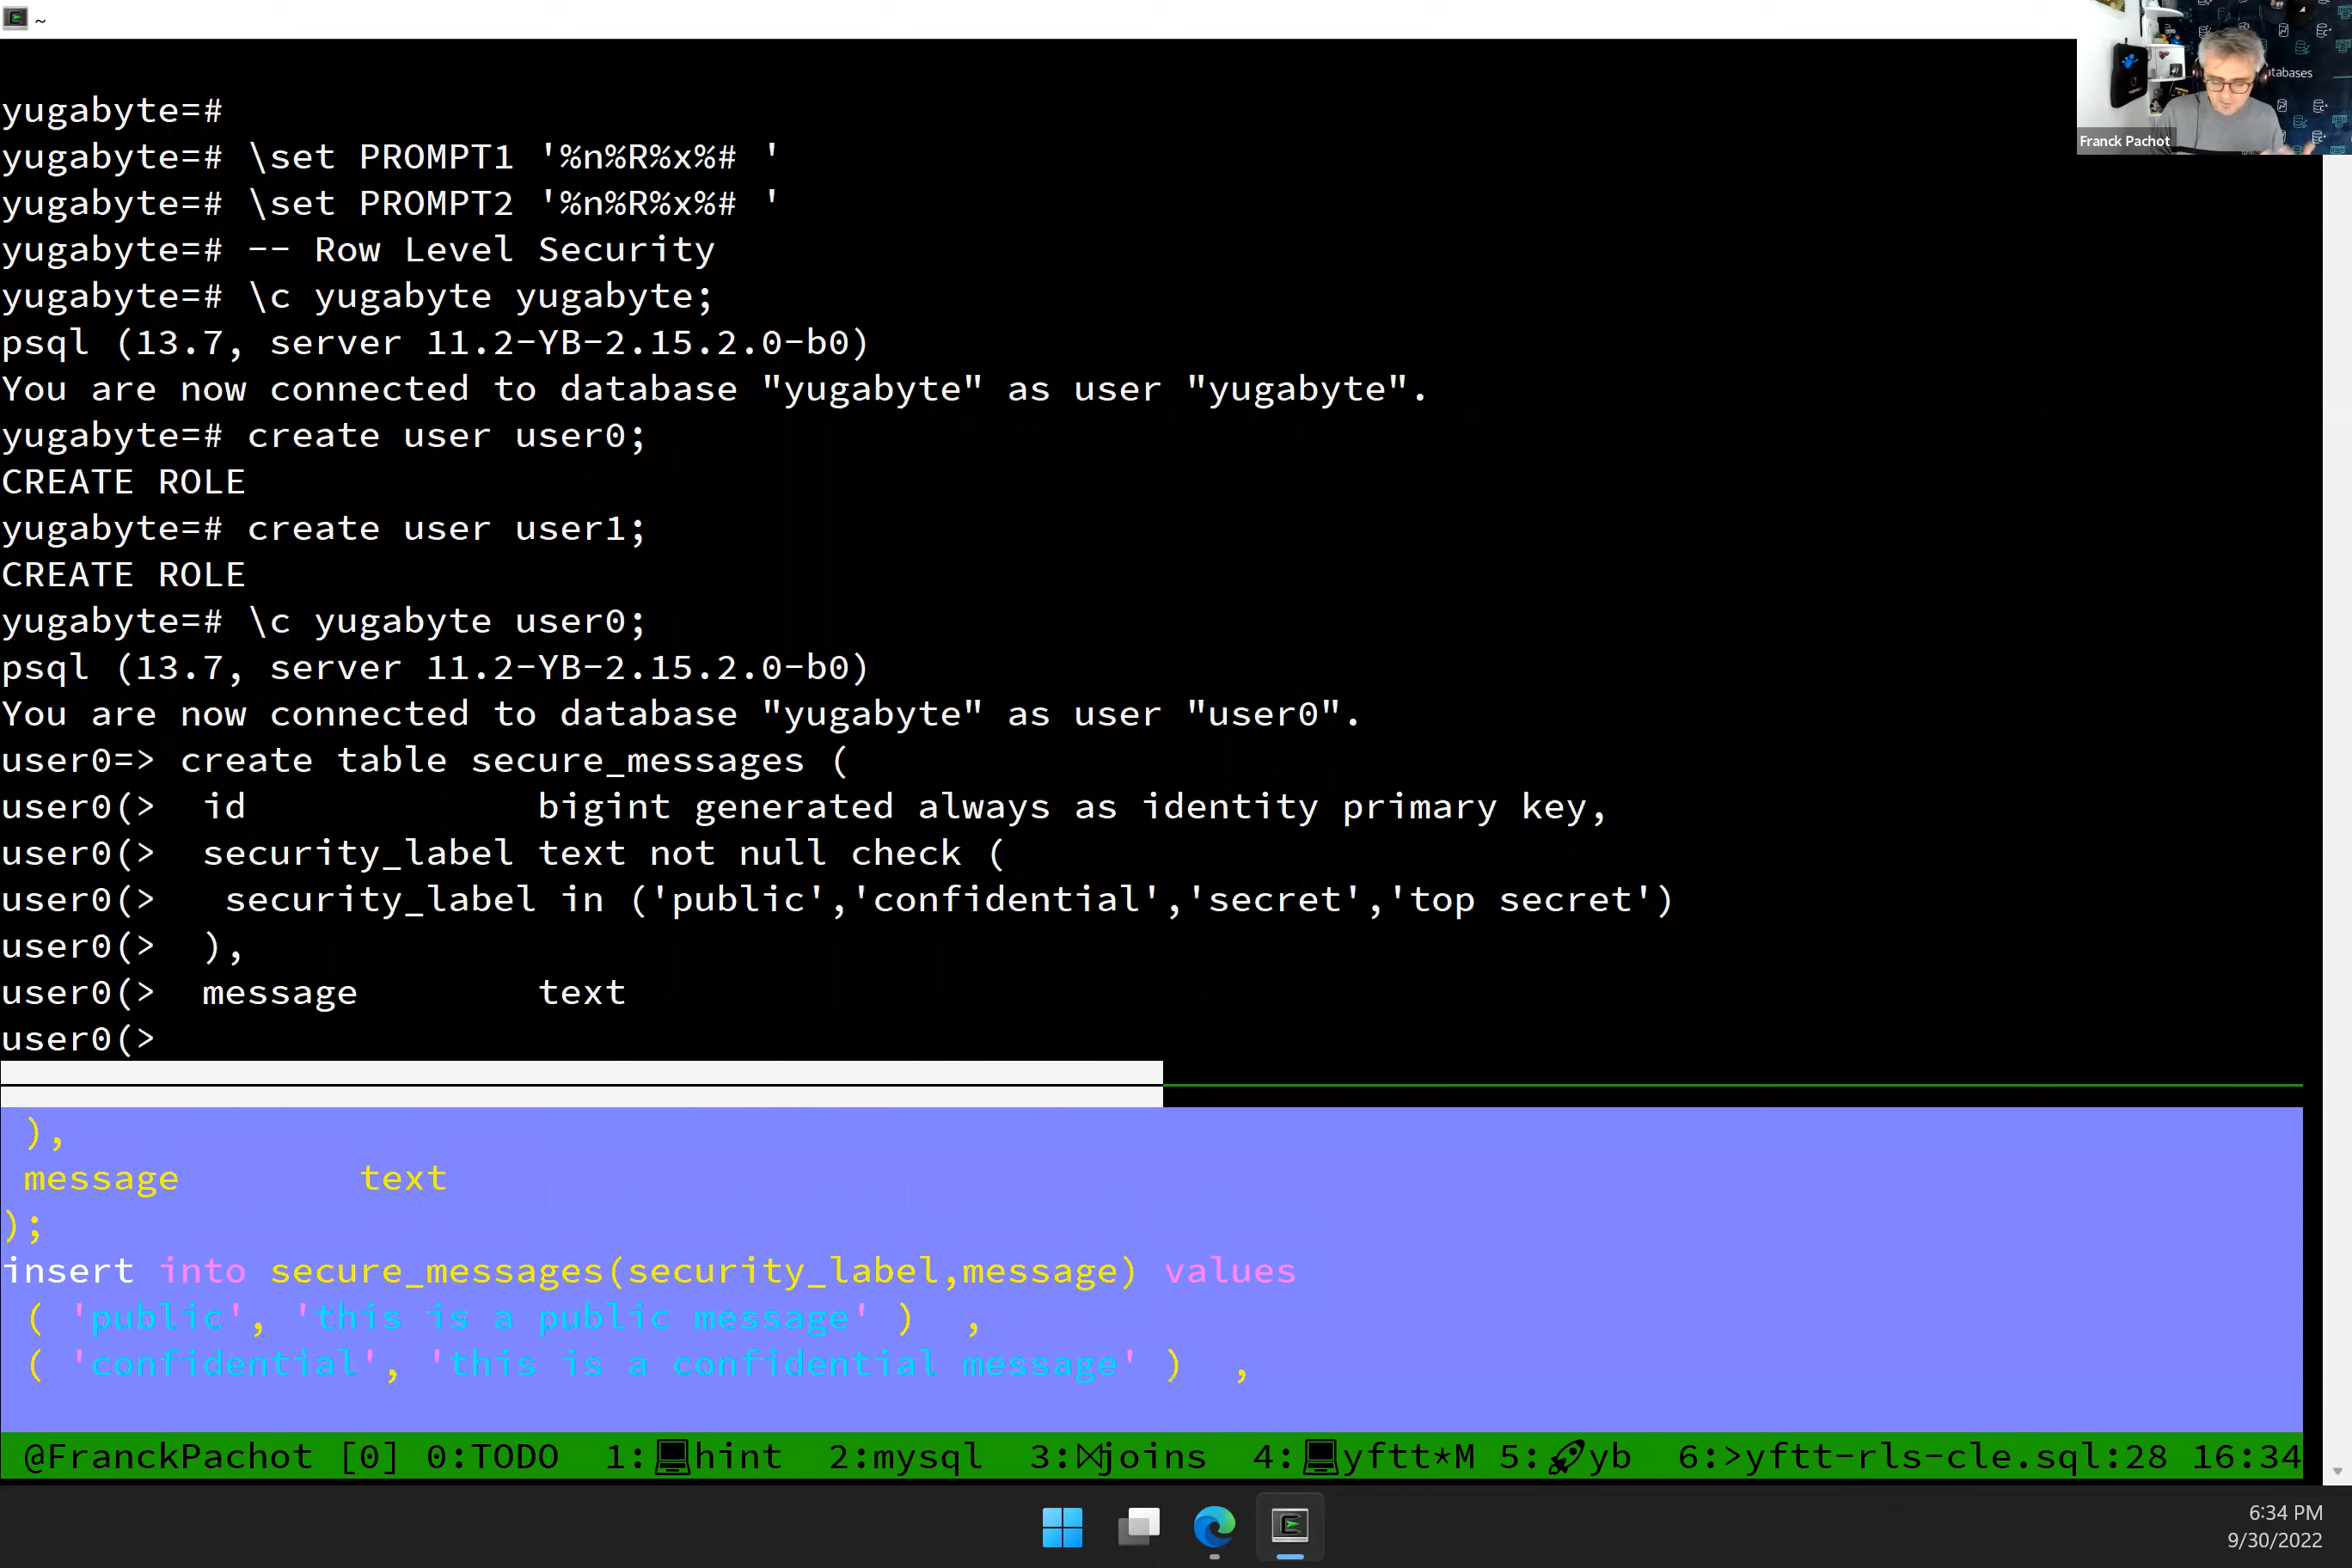 ~
yugabyte=#
yugabyte=# \set PROMPT1 '%n%R%x%# '
yugabyte=# \set PROMPT2 '%n%R%x%# '
yugabyte=# -- Row Level Security
yugabyte=# \c yugabyte yugabyte;
psql (13.7, server 11.2-YB-2.15.2.0-b0)
You are now connected to database "yugabyte" as user "yugabyte".
yugabyte=# create user user0;
CREATE ROLE
yugabyte=# create user user1;
CREATE ROLE
yugabyte=# \c yugabyte user0;
psql (13.7, server 11.2-YB-2.15.2.0-b0)
You are now connected to database "yugabyte" as user "user0".
user0=> create table secure_messages (
user0(>  id             bigint generated always as identity primary key,
user0(>  security_label text not null check (
user0(>   security_label in ('public','confidential','secret','top secret')
user0(>  ),
user0(>  message        text
user0(>
 ),
 message        text
);
insert into secure_messages(security_label,message) values
 ( 'public', 'this is a public message' )  ,
 ( 'confidential', 'this is a confidential message' )  ,
@FranckPachot [0] 0:TODO  1:💻hint  2:mysql  3:⋈joins  4:💻yftt*M 5:🚀yb  6:>yftt-rls-cle.sql:28 16:34
tabases
Franck Pachot
6:34 PM
9/30/2022